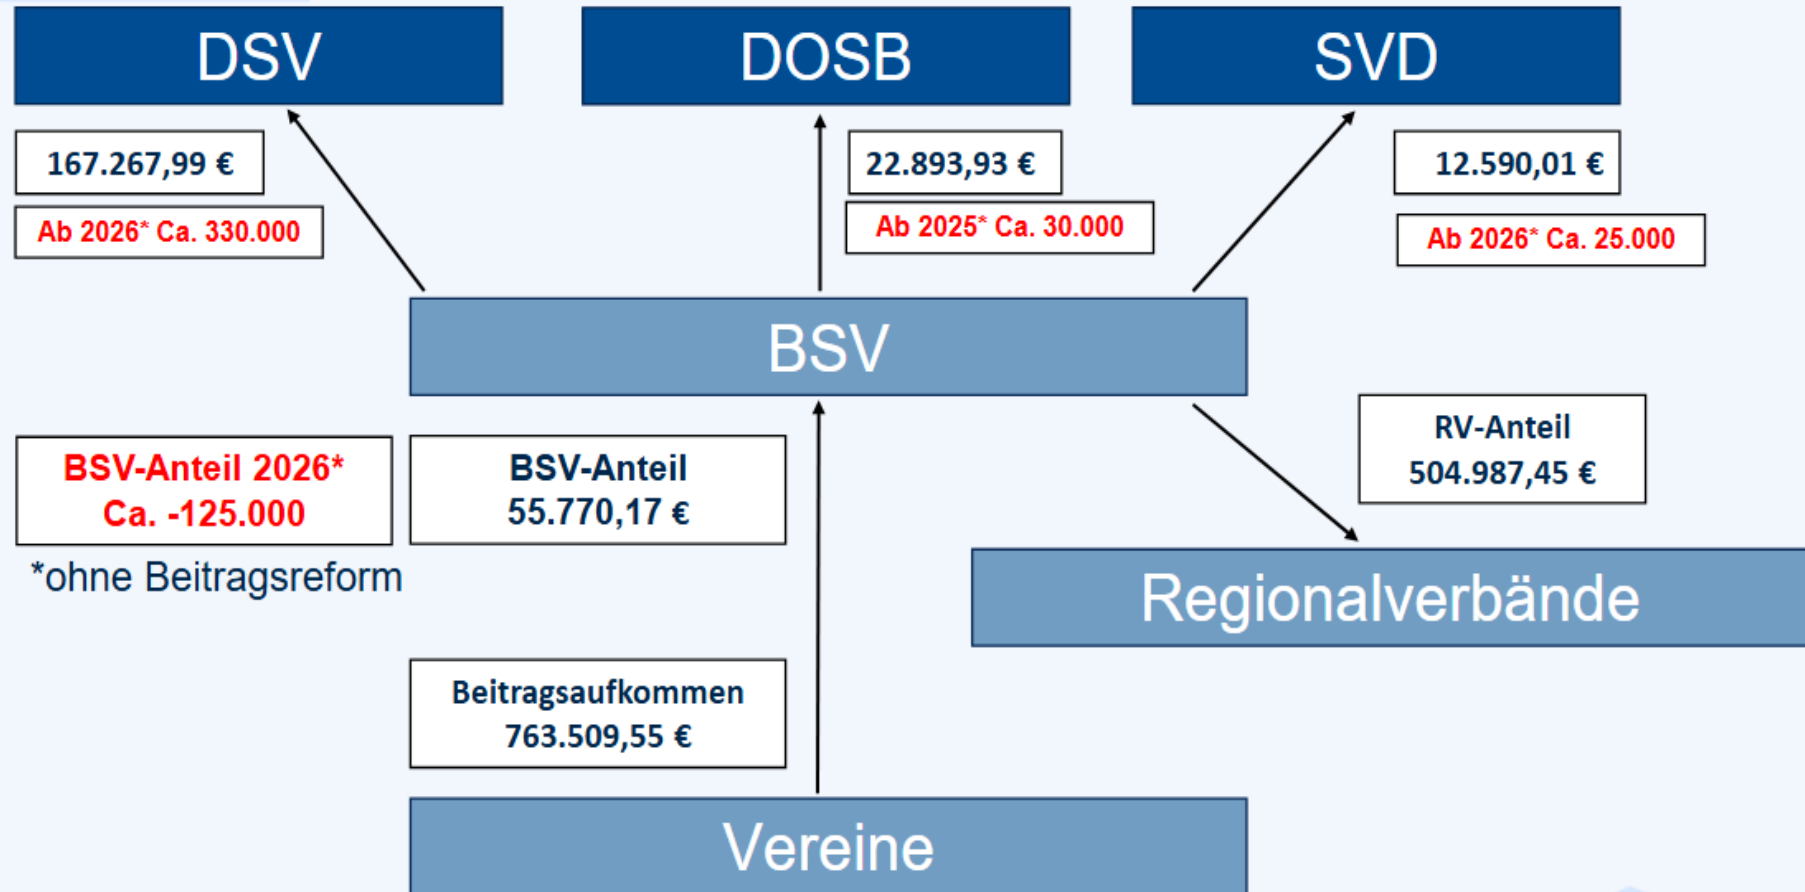 DSV
DOSB
SVD
167.267,99 €
22.893,93 €
12.590,01 €
Ab 2026* Ca. 330.000
Ab 2025* Ca. 30.000
Ab 2026* Ca. 25.000
BSV
BSV-Anteil 2026*
Ca. -125.000
BSV-Anteil
55.770,17 €
RV-Anteil
504.987,45 €
*ohne Beitragsreform
Regionalverbände
Beitragsaufkommen
763.509,55 €
Vereine